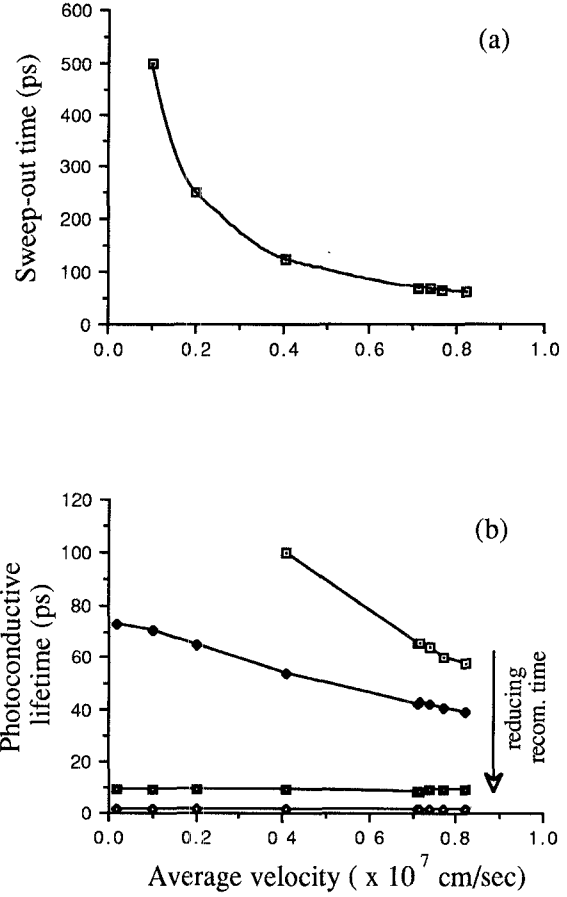 (a)
Sweep-out time (ps)
600
500
400
300
200
100
0
0.0 0.2 0.4 0.6 0.8 1.0
(b)
Photoconductive
lifetime (ps)
120
100
80
60
40
20
0
reducing
recom. time
0.0 0.2 0 4 0 6 0.8 1.0
Average velocity ( x 10 7 cm/sec)